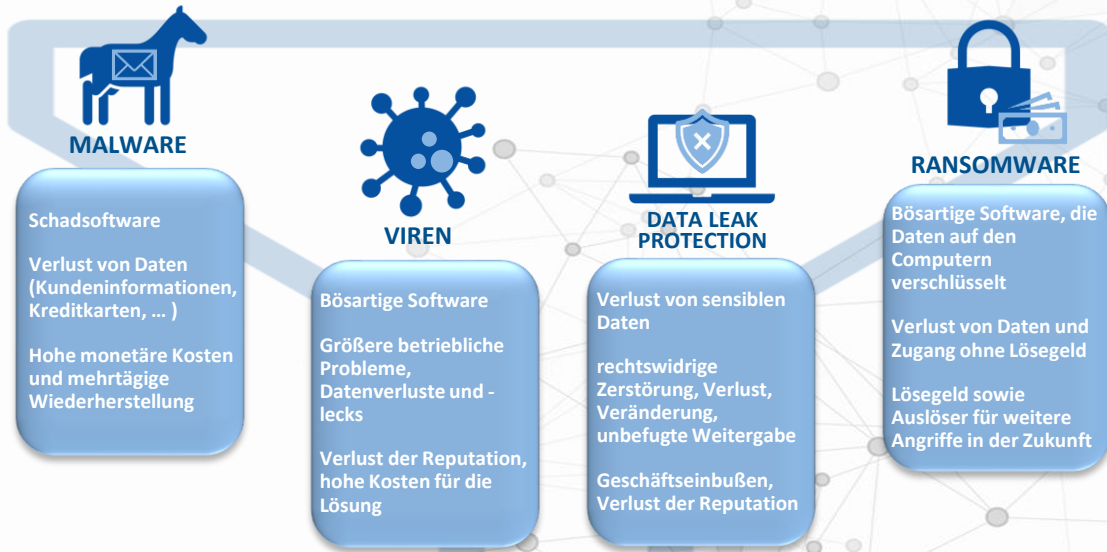 MALWARE
Schadsoftware
Verlust von Daten
(Kundeninformationen,
Kreditkarten, ... )
Hohe monetäre Kosten
und mehrtägige
Wiederherstellung
VIREN
Bösartige Software
Größere betriebliche
Probleme,
Datenverluste und -
lecks
Verlust der Reputation,
hohe Kosten für die
Lösung
DATA LEAK
PROTECTION
Verlust von sensiblen
Daten
rechtswidrige
Zerstörung, Verlust,
Veränderung,
unbefugte Weitergabe
Geschäftseinbußen,
Verlust der Reputation
RANSOMWARE
Bösartige Software, die
Daten auf den
Computern
verschlüsselt
Verlust von Daten und
Zugang ohne Lösegeld
Lösegeld sowie
Auslöser für weitere
Angriffe in der Zukunft